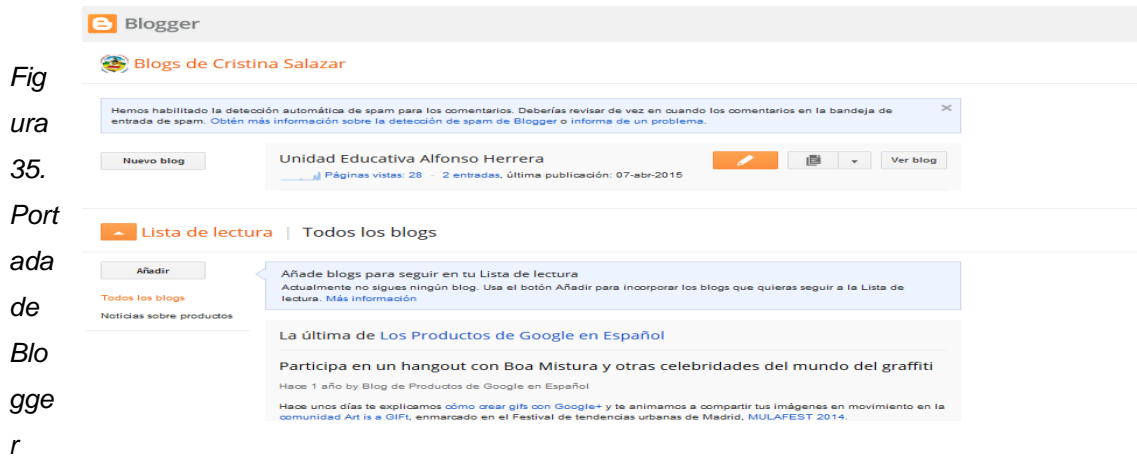 Blogger
Blogs de Cristina Salazar
Hemos habilitado la detección automática de spam para los comentarios. Deberías revisar de vez en cuando los comentarios en la bandeja de
entrada de spam. Obtén más información sobre la detección de spam de Blogger o informa de un problema.
Nuevo blog
Unidad Educativa Alfonso Herrera
Ver blog
Páginas vistas: 28 - 2 entradas, última publicación: 07-abr-2015
Lista de lectura | Todos los blogs
Añadir
Todos los blogs
Noticias sobre productos
Añade blogs para seguir en tu Lista de lectura
Actualmente no sigues ningún blog. Usa el botón Añadir para incorporar los blogs que quieras seguir a la Lista de
lectura. Más información
La última de Los Productos de Google en Español
Participa en un hangout con Boa Mistura y otras celebridades del mundo del graffiti
Hace 1 año by Blog de Productos de Google en Español
Hace unos días te explicamos cómo crear gifs con Google+ y te animamos a compartir tus imágenes en movimiento en la
comunidad Art is a GIFt, enmarcado en el Festival de tendencias urbanas de Madrid, MULAFEST 2014.
Fig
ura
35.
Port
ada
de
Blo
gge
r